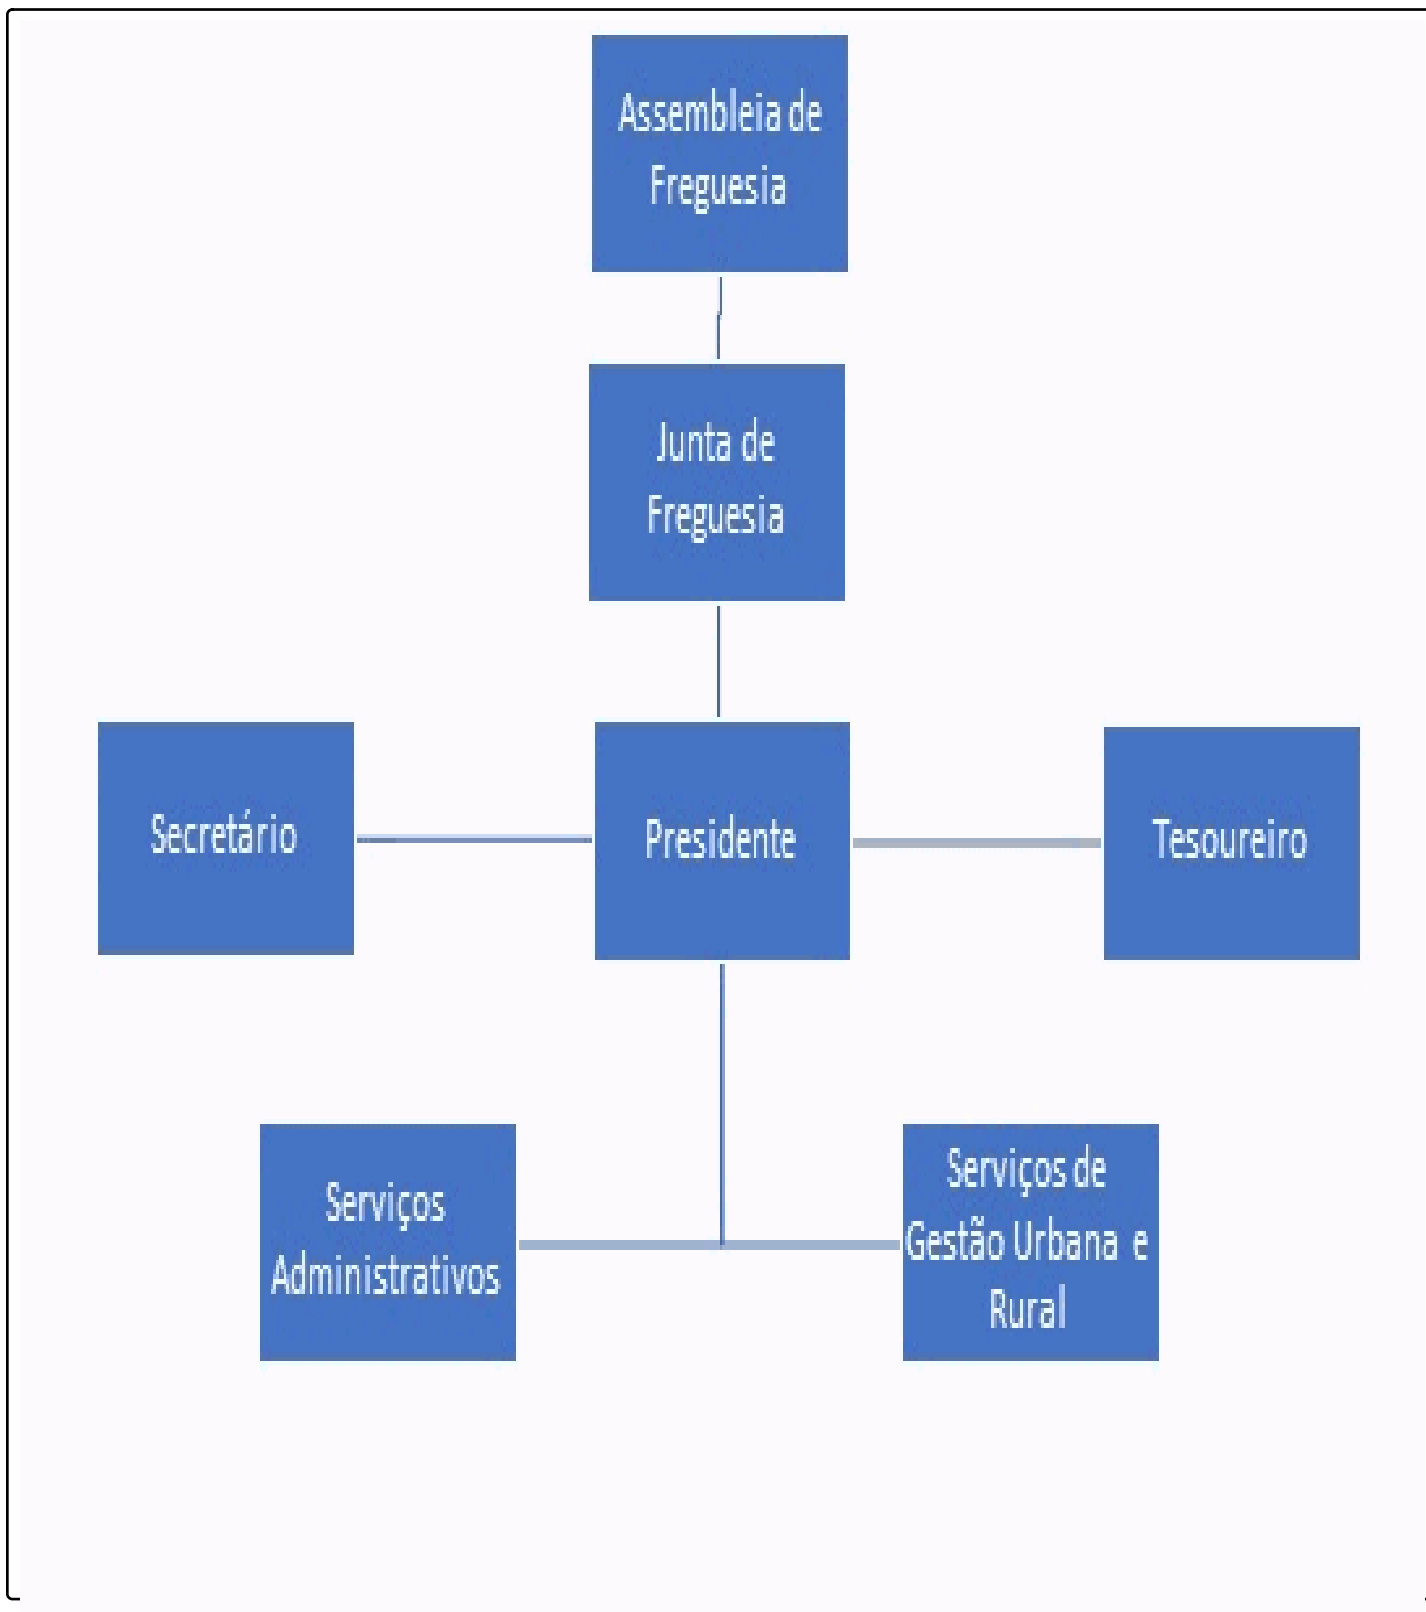 Assembleia de
Freguesia
Junta de
Freguesia
Secretário
Presidente
Tesoureiro
Serviços
Administrativos
Serviços de
Gestão Urbana e
Rural